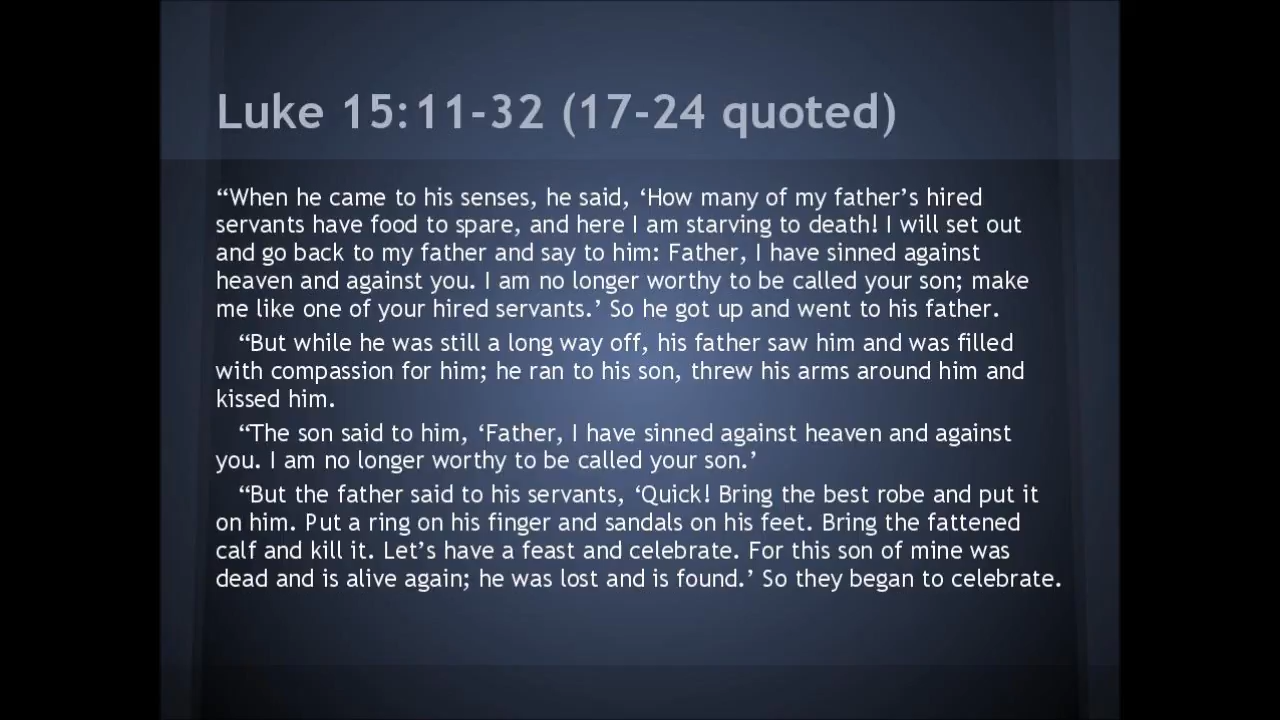 Luke 15:11-32 (17-24 quoted)
“When he came to his senses, he said, ‘How many of my father’s hired
servants have food to spare, and here I am starving to death! I will set out
and go back to my father and say to him: Father, I have sinned against
heaven and against you. I am no longer worthy to be called your son; make
me like one of your hired servants.’ So he got up and went to his father.
“But while he was still a long way off, his father saw him and was filled
with compassion for him; he ran to his son, threw his arms around him and
kissed him.
“The son said to him, ‘Father, I have sinned against heaven and against
you. I am no longer worthy to be called your son.’
“But the father said to his servants, ‘Quick! Bring the best robe and put it
on him. Put a ring on his finger and sandals on his feet. Bring the fattened
calf and kill it. Let’s have a feast and celebrate. For this son of mine was
dead and is alive again; he was lost and is found.’ So they began to celebrate.